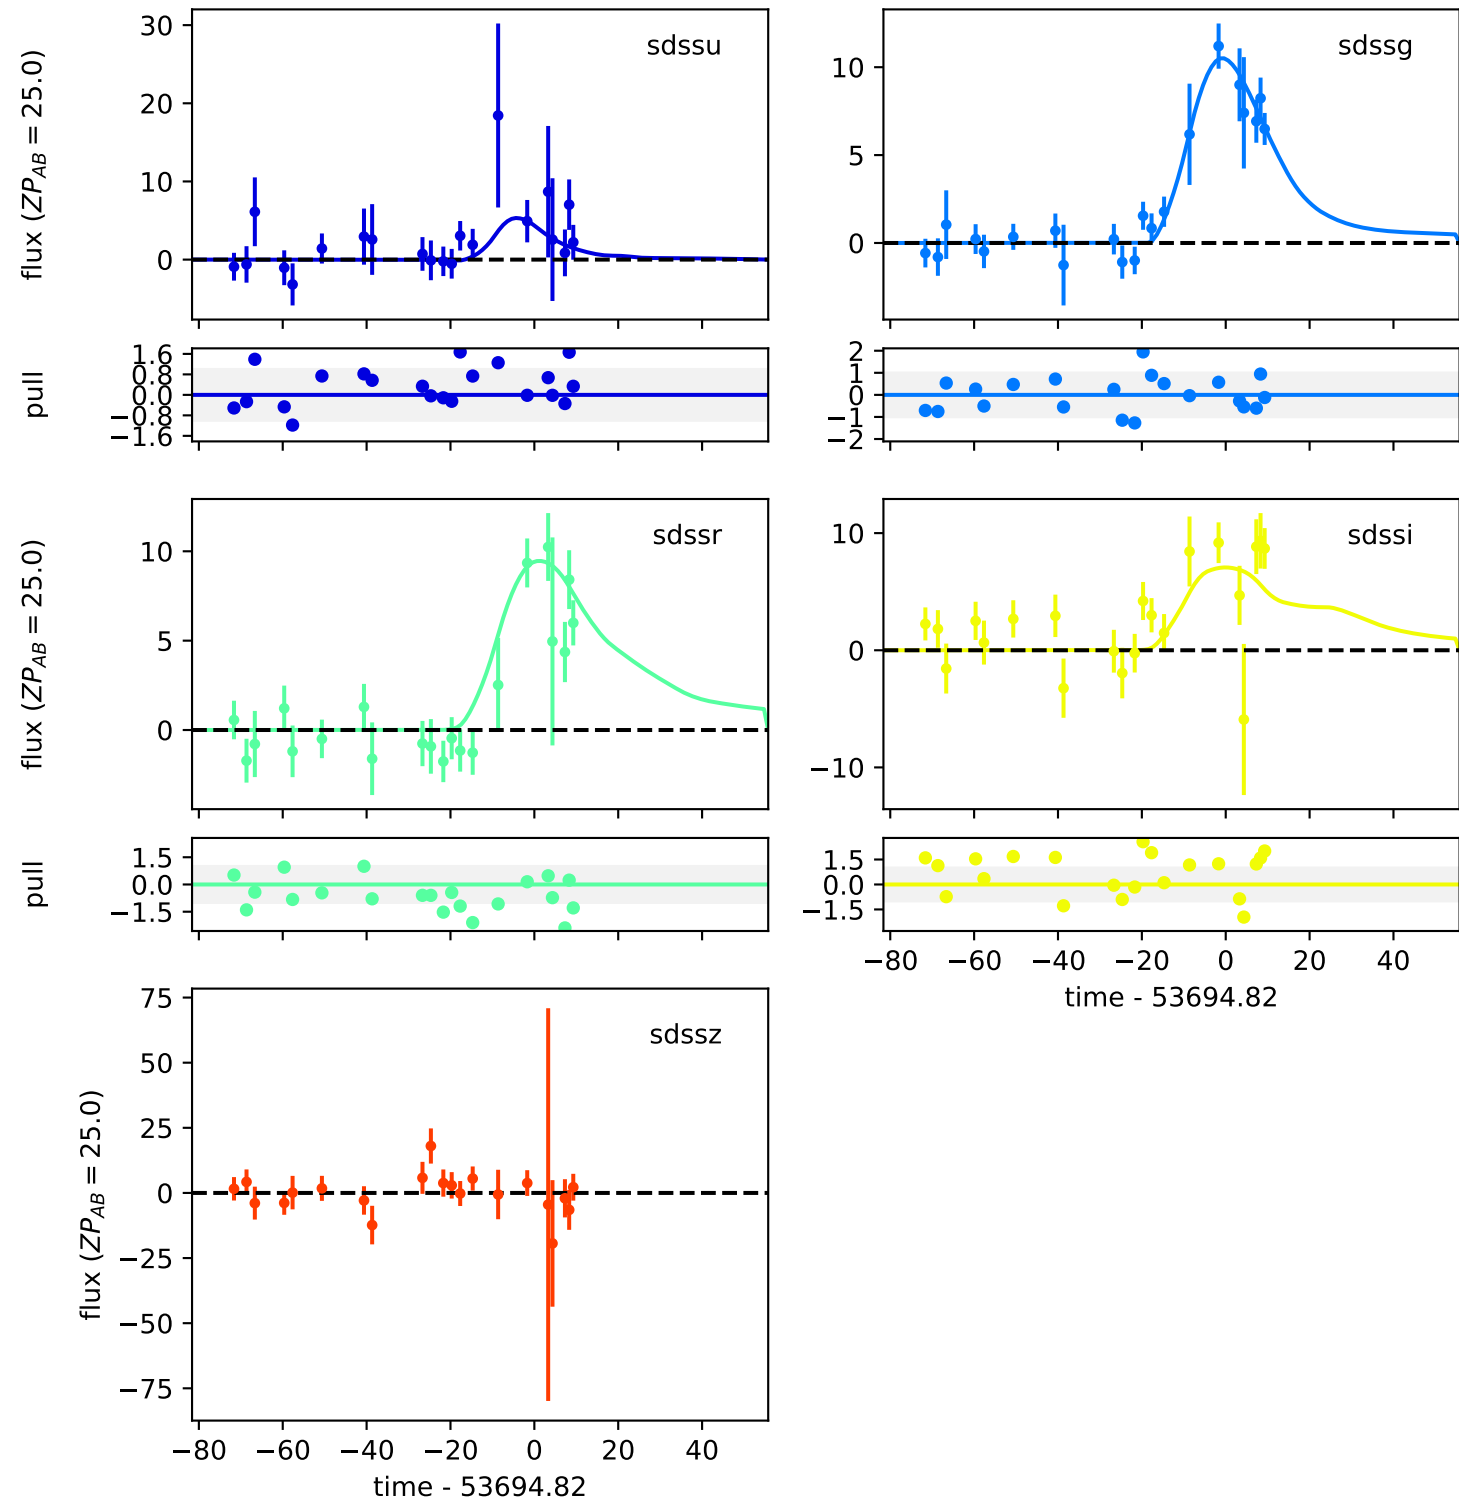 sdssu
flux (ZP_AB = 25.0)
30
20
10
0
sdssg
10
5
0
pull
1.6
0.8
0.0
−0.8
−1.6
2
1
0
−1
−2
sdssr
flux (ZP_AB = 25.0)
10
5
0
sdssi
10
0
−10
pull
1.5
0.0
−1.5
1.5
0.0
−1.5
−80 −60 −40 −20 0 20 40
time - 53694.82
sdssz
flux (ZP_AB = 25.0)
75
50
25
0
−25
−50
−75
−80 −60 −40 −20 0 20 40
time - 53694.82